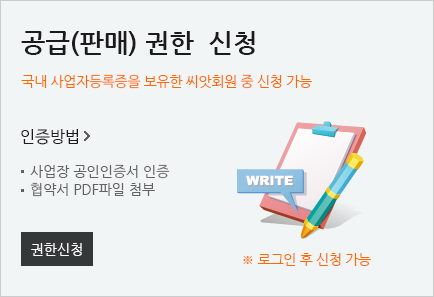 공급(판매) 권한 신청
국내 사업자등록증을 보유한 씨앗회원 중 신청 가능
인증방법 >
▪ 사업장 공인인증서 인증
▪ 협약서 PDF파일 첨부
WRITE
권한신청
※ 로그인 후 신청 가능